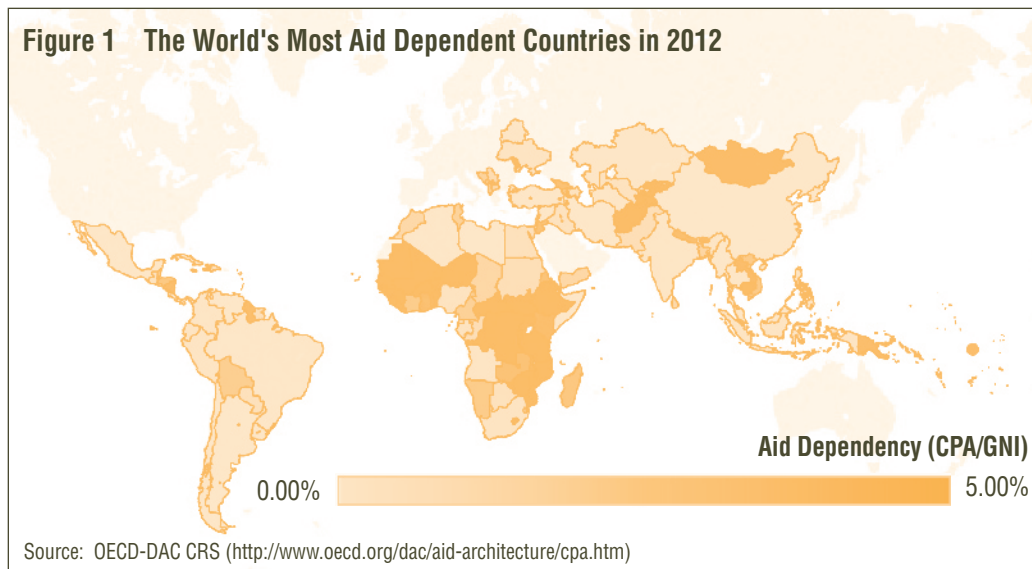 Figure 1 The World's Most Aid Dependent Countries in 2012
Aid Dependency (CPA/GNI)
0.00%
5.00%
Source: OECD-DAC CRS (http://www.oecd.org/dac/aid-architecture/cpa.htm)